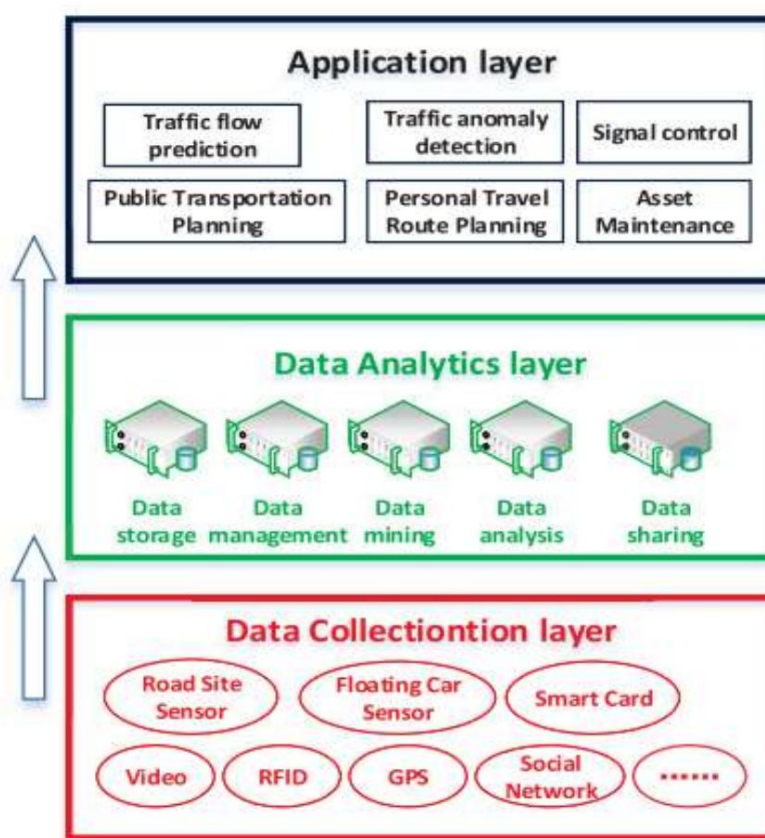 Application layer
Traffic flow
prediction
Traffic anomaly
detection
Signal control
Public Transportation
Planning
Personal Travel
Route Planning
Asset
Maintenance
Data Analytics layer
Data
storage
Data
management
Data
mining
Data
analysis
Data
sharing
Data Collectiontion layer
Road Site
Sensor
Floating Car
Sensor
Smart Card
Video
RFID
GPS
Social
Network
......